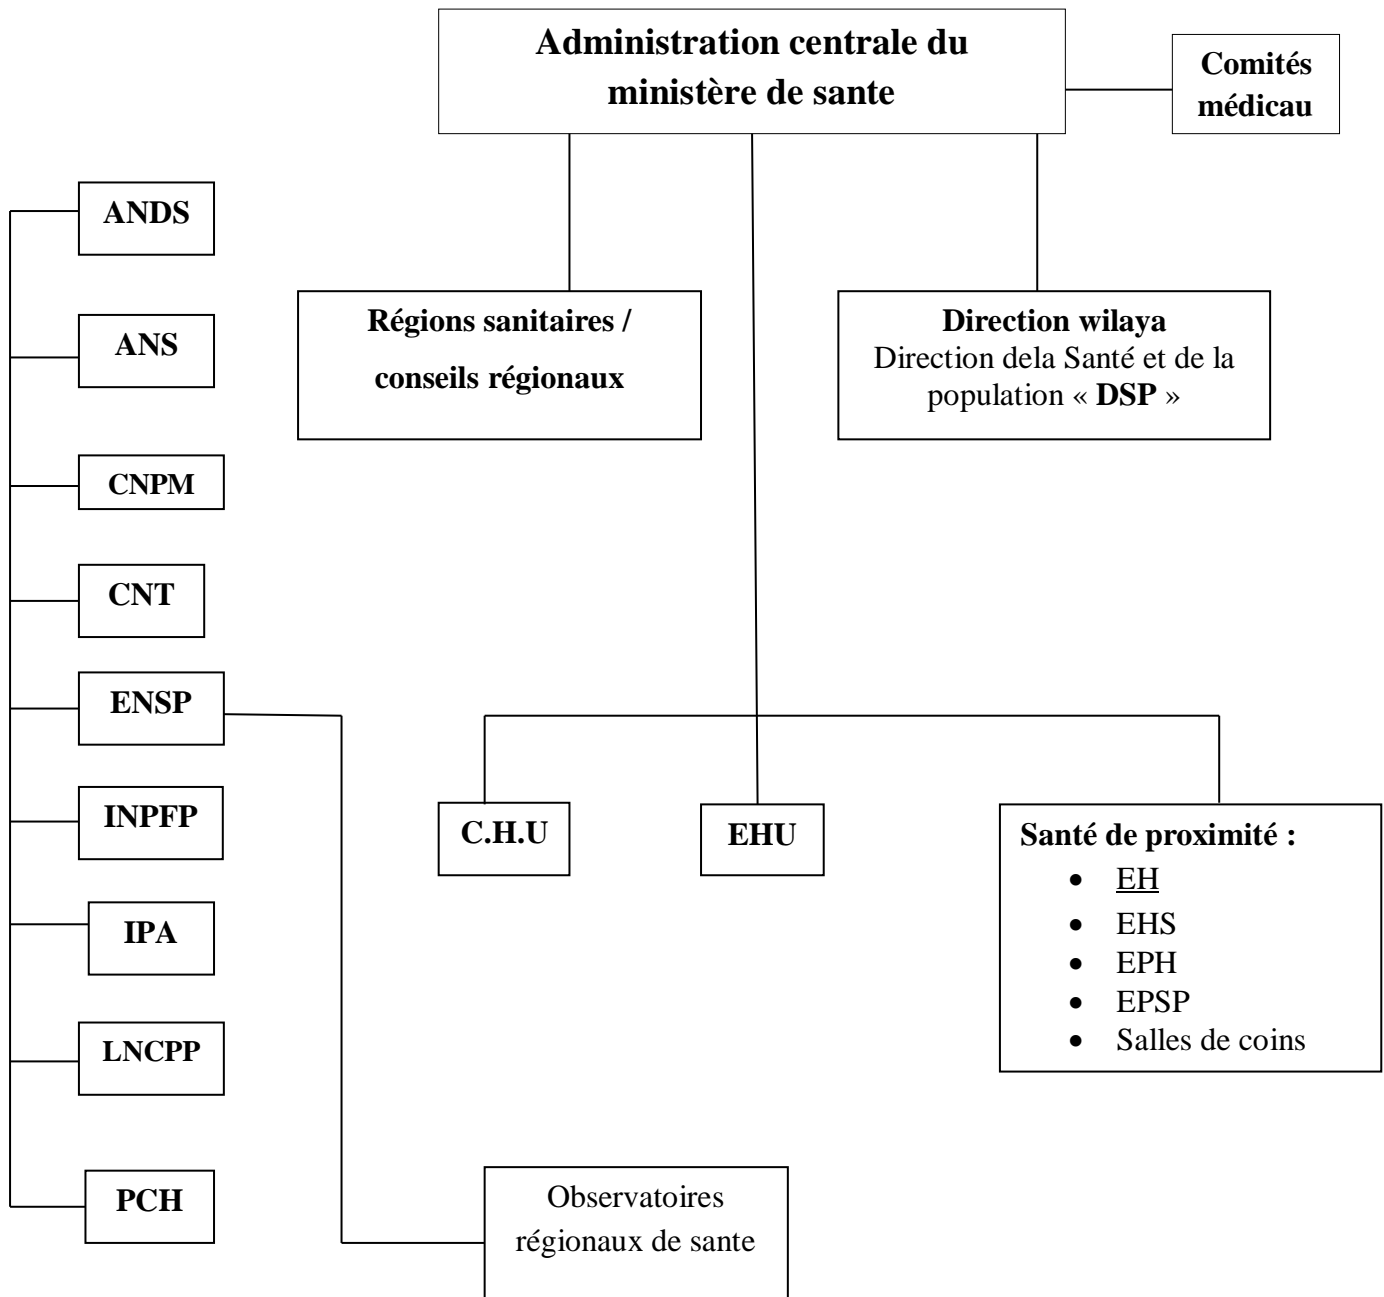 Administration centrale du
ministère de sante
Comités
médicau
ANDS
ANS
CNPM
CNT
ENSP
INPFP
IPA
LNCPP
PCH
Régions sanitaires /
conseils régionaux
Direction wilaya
Direction dela Santé et de la
population « DSP »
C.H.U
EHU
Santé de proximité :
• EH
• EHS
• EPH
• EPSP
• Salles de coins
Observatoires
régionaux de sante